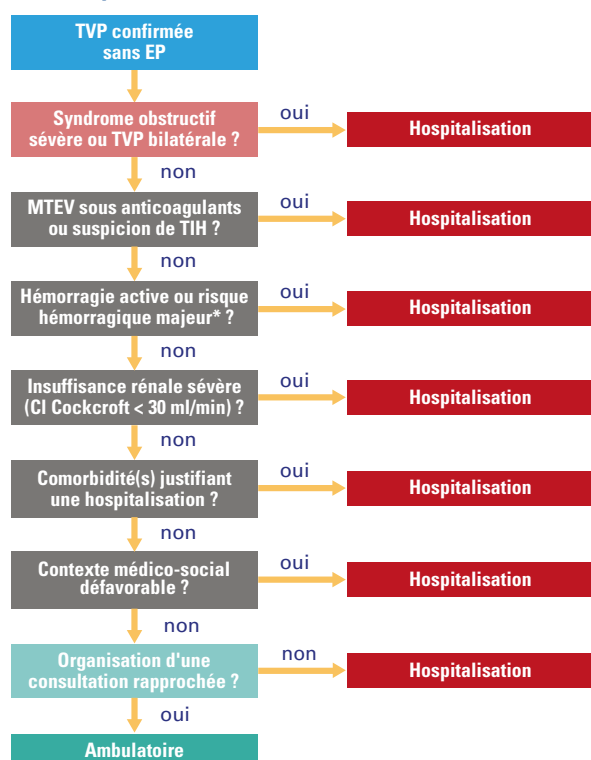 TVP confirmée
sans EP
Syndrome obstructif
sévère ou TVP bilatérale ?
oui
Hospitalisation
non
MTEV sous anticoagulants
ou suspicion de TIH ?
oui
Hospitalisation
non
Hémorragie active ou risque
hémorragique majeur* ?
oui
Hospitalisation
non
Insuffisance rénale sévère
(Cl Cockcroft < 30 ml/min) ?
oui
Hospitalisation
non
Comorbidité(s) justifiant
une hospitalisation ?
oui
Hospitalisation
non
Contexte médico-social
défavorable ?
oui
Hospitalisation
non
Organisation d'une
consultation rapprochée ?
non
Hospitalisation
oui
Ambulatoire